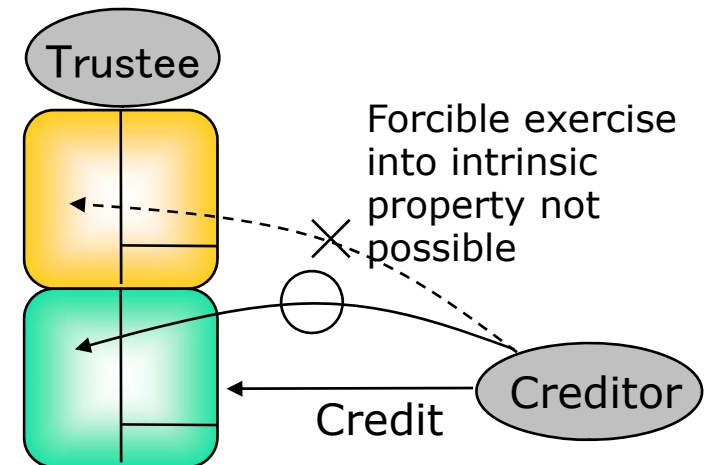 Trustee
Forcible exercise
into intrinsic
property not
possible
Creditor
Credit